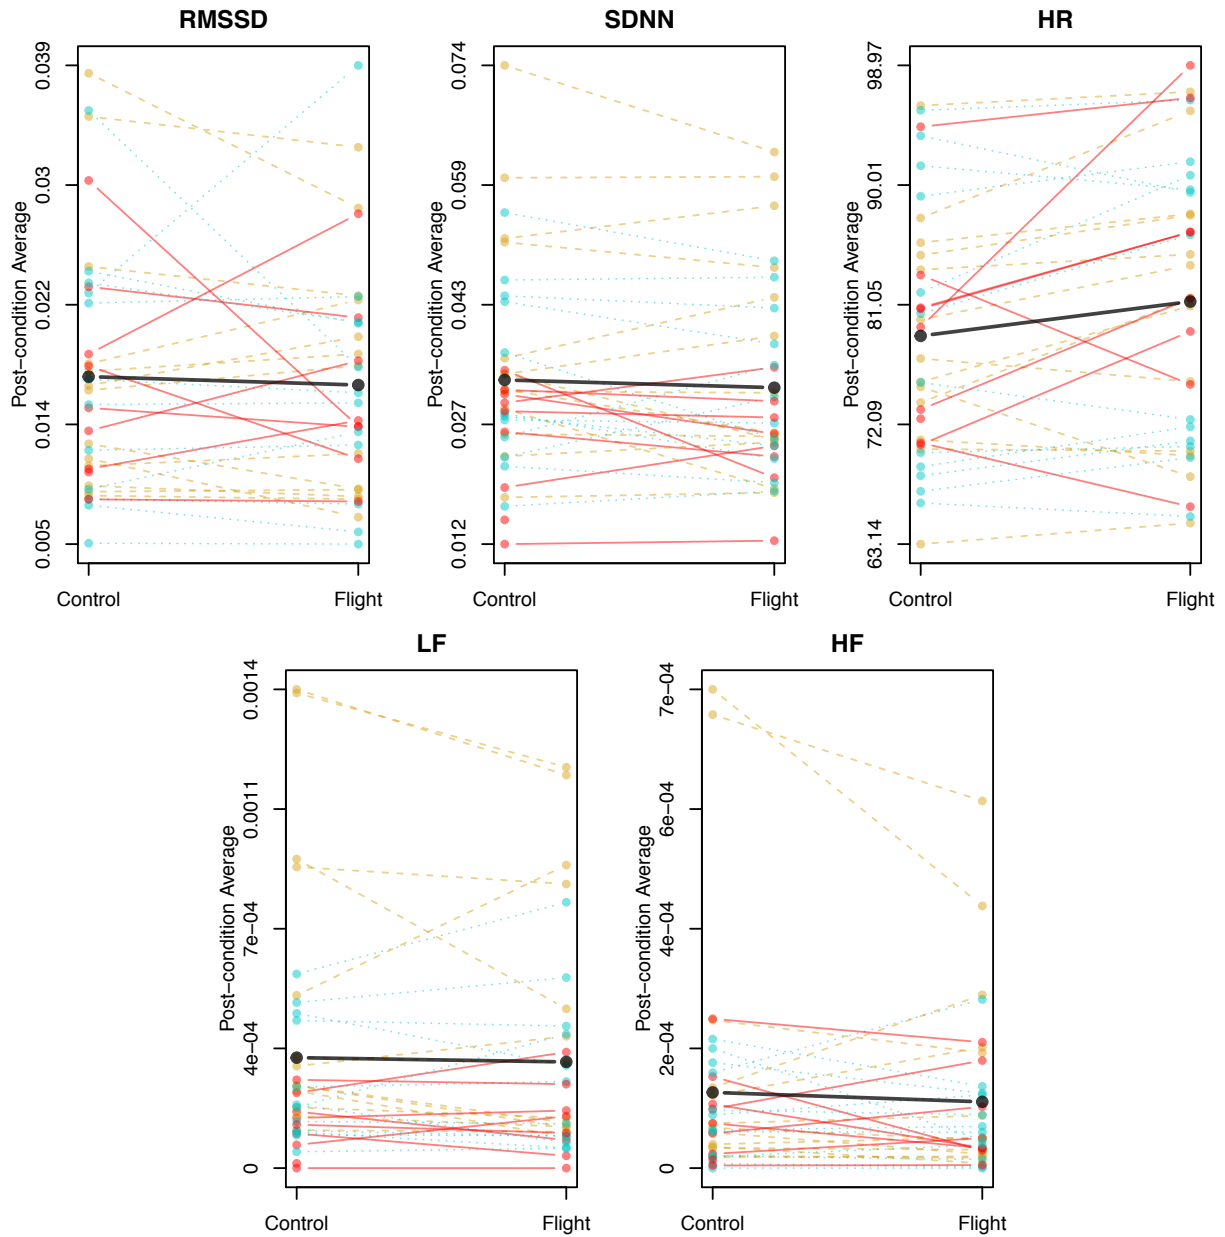 RMSSD
Post−condition Average
0.039
0.03
0.022
0.014
0.005
Control
Flight
SDNN
Post−condition Average
0.074
0.059
0.043
0.027
0.012
Control
Flight
HR
Post−condition Average
98.97
90.01
81.05
72.09
63.14
Control
Flight
LF
Post−condition Average
0.0014
0.0011
7e−04
4e−04
0
Control
Flight
HF
Post−condition Average
7e−04
6e−04
4e−04
2e−04
0
Control
Flight